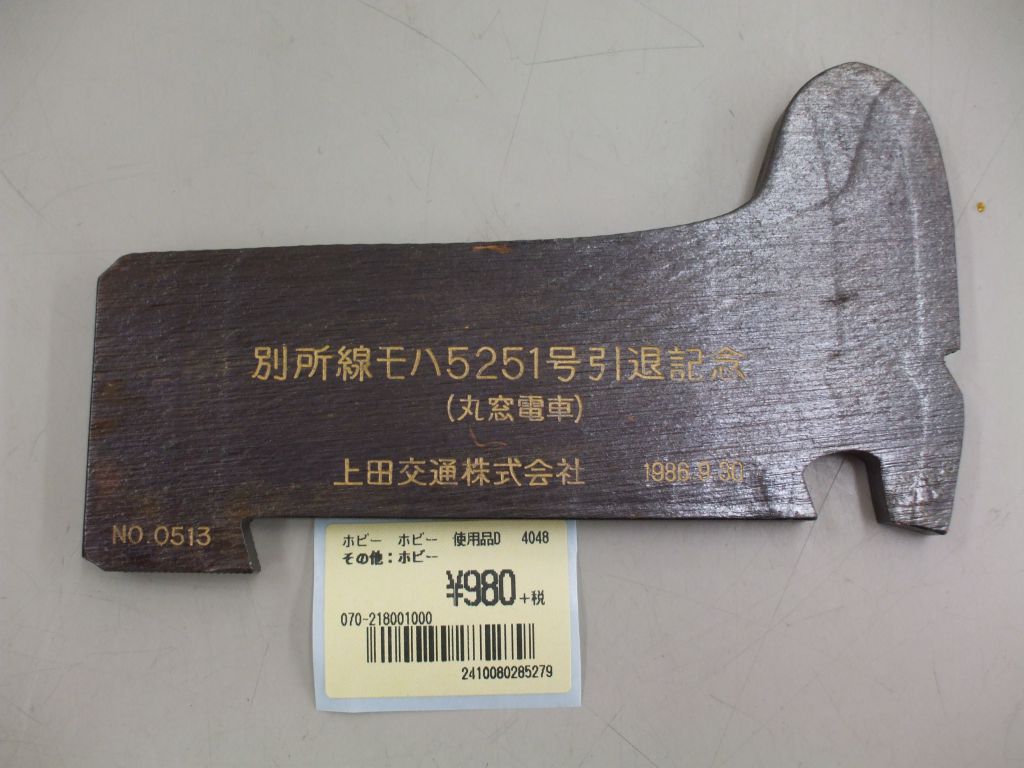 別所線モハ5251号引退記念
(丸窓電車)
上田交通株式会社 1986.9.30
NO.0513
ホビー ホビー 使用品D 4048
その他:ホビー
¥980+税
070-218001000
2410080285279